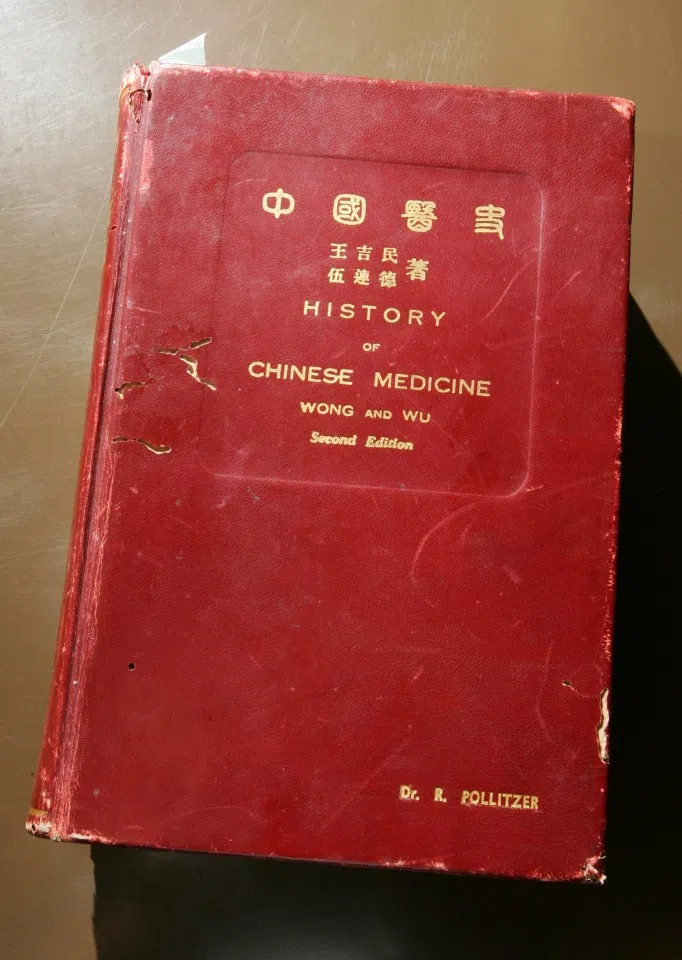 中國醫史
王吉民
伍連德 著
HISTORY
OF
CHINESE MEDICINE
WONG AND WU
Second Edition
Dr. R. POLLITZER